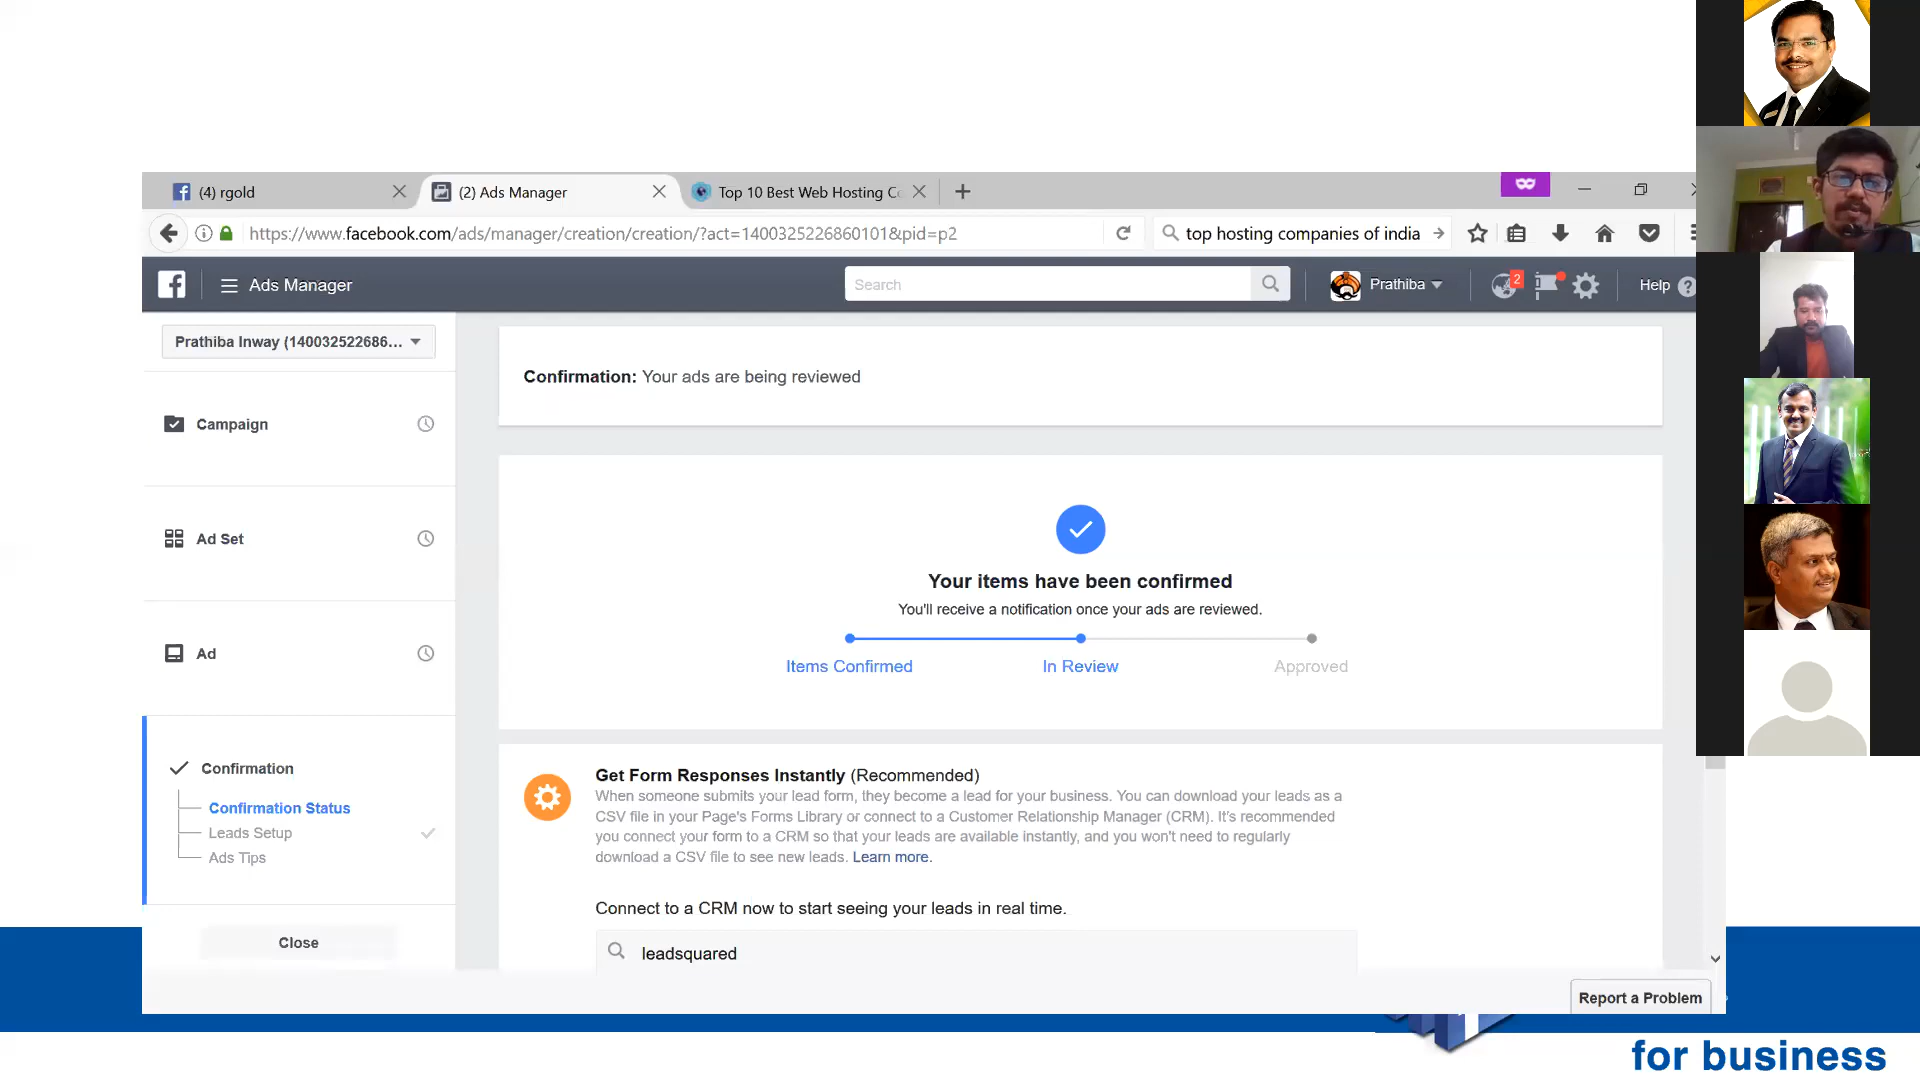 (4) rgold
(2) Ads Manager
Top 10 Best Web Hosting Co
https://www.facebook.com/ads/manager/creation/creation/?act=1400325226860101&pid=p2
top hosting companies of india
Ads Manager
Search
Prathiba
2
Help
Prathiba Inway (140032522686...
Campaign
Ad Set
Ad
Confirmation
Confirmation Status
Leads Setup
Ads Tips
Close
Confirmation: Your ads are being reviewed
Your items have been confirmed
You'll receive a notification once your ads are reviewed.
Items Confirmed
In Review
Approved
Get Form Responses Instantly (Recommended)
When someone submits your lead form, they become a lead for your business. You can download your leads as a
CSV file in your Page's Forms Library or connect to a Customer Relationship Manager (CRM). It's recommended
you connect your form to a CRM so that your leads are available instantly, and you won't need to regularly
download a CSV file to see new leads. Learn more.
Connect to a CRM now to start seeing your leads in real time.
leadsquared
Report a Problem
for business